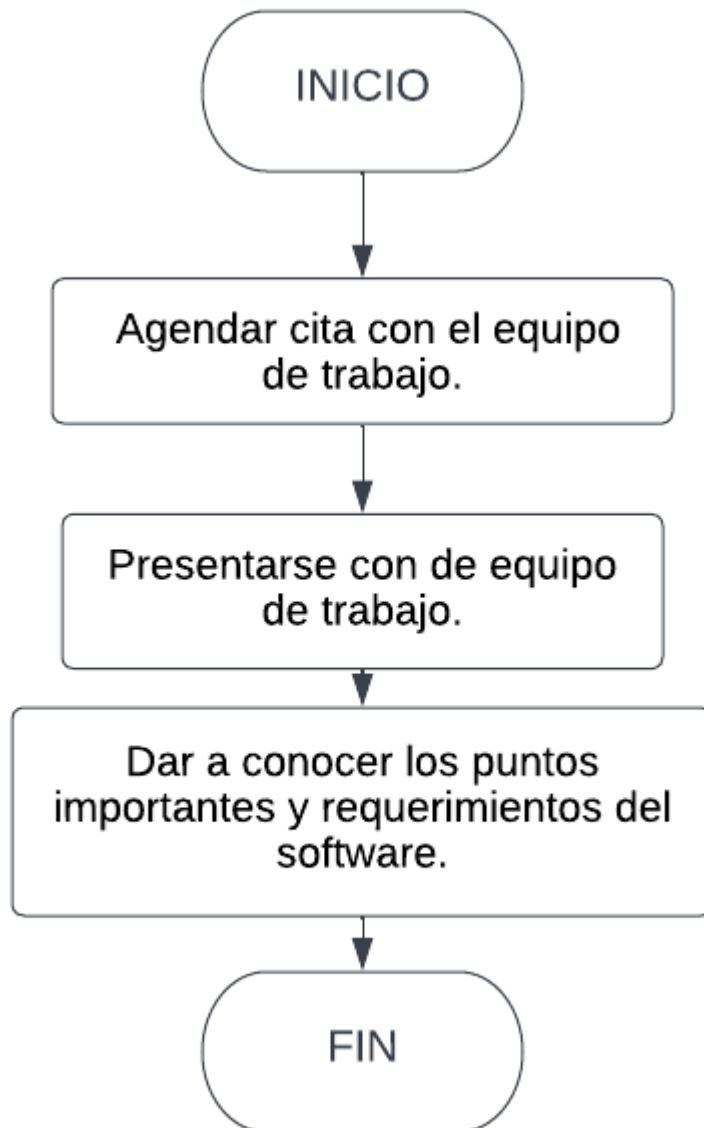 INICIO
Agendar cita con el equipo
de trabajo.
Presentarse con de equipo
de trabajo.
Dar a conocer los puntos
importantes y requerimientos del
software.
FIN